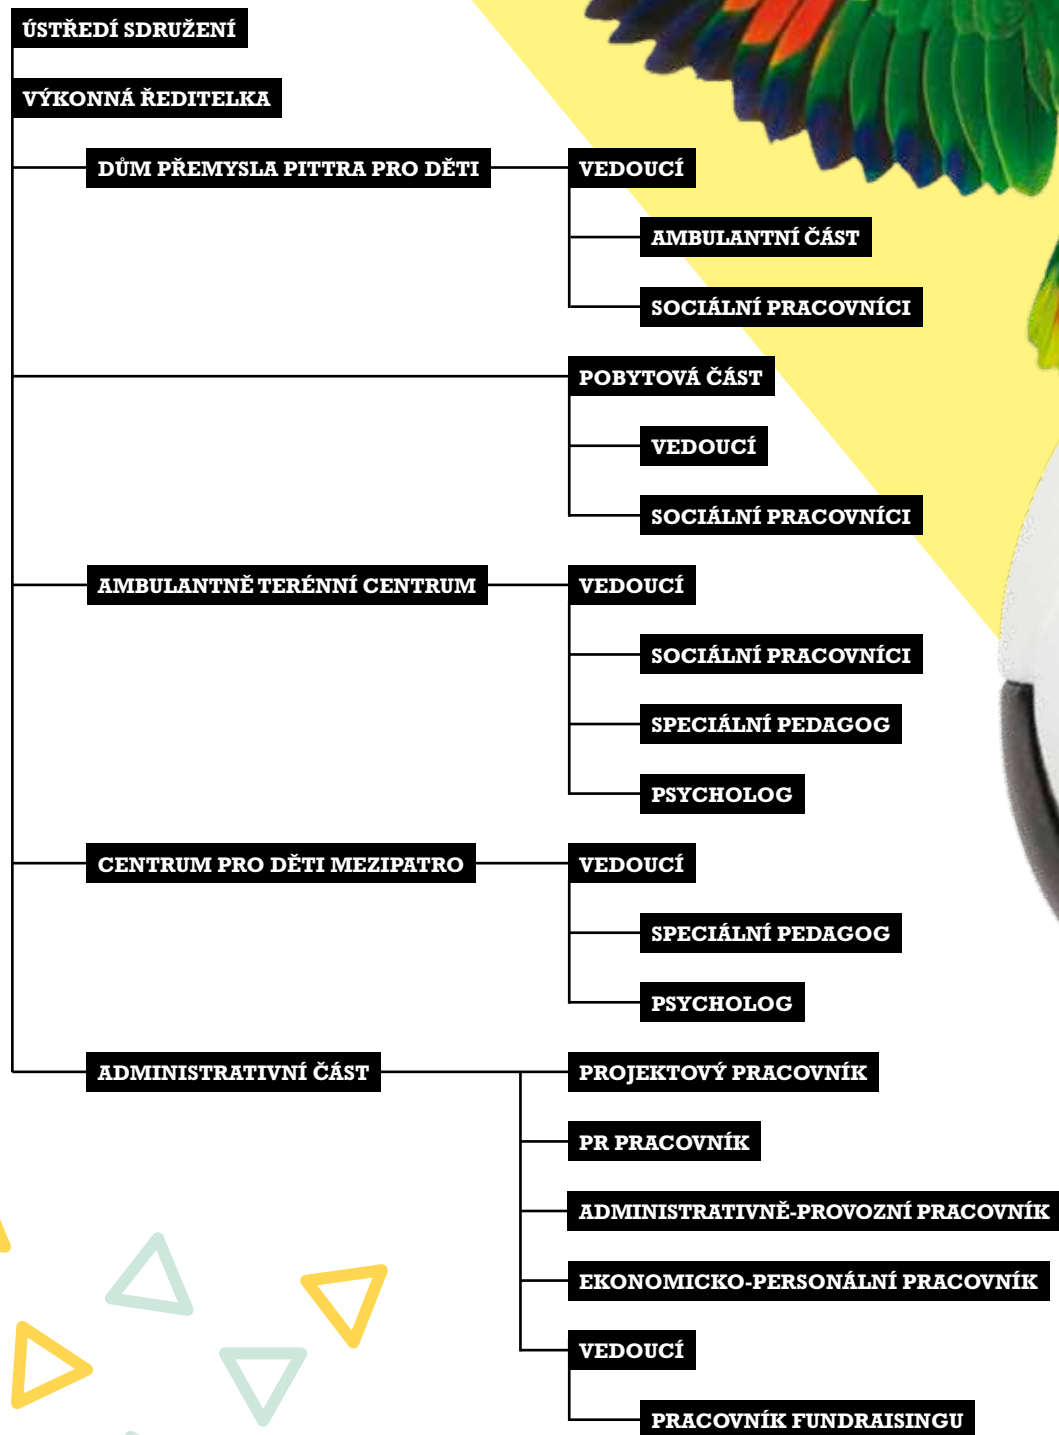 ÚSTŘEDÍ SDRUŽENÍ
VÝKONNÁ ŘEDITELKA
DŮM PŘEMYSLA PITTRA PRO DĚTI
VEDOUCÍ
AMBULANTNÍ ČÁST
SOCIÁLNÍ PRACOVNÍCI
POBYTOVÁ ČÁST
VEDOUCÍ
SOCIÁLNÍ PRACOVNÍCI
AMBULANTNĚ TERÉNNÍ CENTRUM
VEDOUCÍ
SOCIÁLNÍ PRACOVNÍCI
SPECIÁLNÍ PEDAGOG
PSYCHOLOG
CENTRUM PRO DĚTI MEZIPATRO
VEDOUCÍ
SPECIÁLNÍ PEDAGOG
PSYCHOLOG
ADMINISTRATIVNÍ ČÁST
PROJEKTOVÝ PRACOVNÍK
PR PRACOVNÍK
ADMINISTRATIVNĚ-PROVOZNÍ PRACOVNÍK
EKONOMICKO-PERSONÁLNÍ PRACOVNÍK
VEDOUCÍ
PRACOVNÍK FUNDRAISINGU